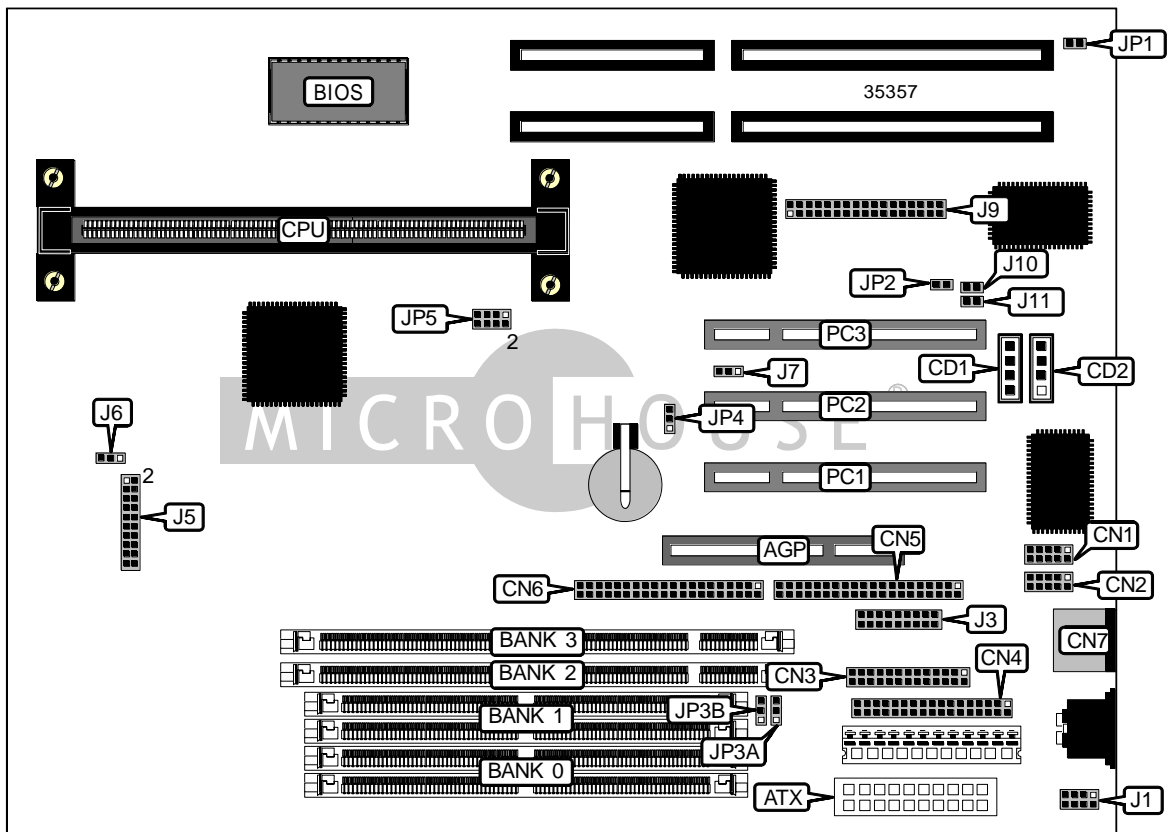 JP1
BIOS
35357
CPU
J9
J10
JP2
J11
JP5
2
PC3
CD1
CD2
J7
MICROHOUSE®
PC2
JP4
J6
2
PC1
J5
AGP
CN5
CN1
CN6
CN2
J3
BANK 3
CN7
BANK 2
CN3
CN4
BANK 1
JP3B
JP3A
BANK 0
ATX
J1